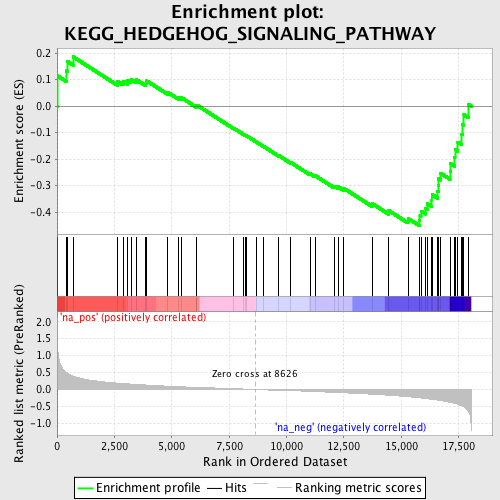 Enrichment plot:
KEGG_HEDGEHOG_SIGNALING_PATHWAY
Enrichment score (ES)
0.2
0.1
0.0
-0.1
-0.2
-0.3
-0.4
'na_pos' (positively correlated)
Ranked list metric (PreRanked)
2.0
1.5
1.0
0.5
0.0
-0.5
-1.0
Zero cross at 8626
'na_neg' (negatively correlated)
0
2,500
5,000
7,500
10,000
12,500
15,000
17,500
Rank in Ordered Dataset
Enrichment profile
Hits
Ranking metric scores